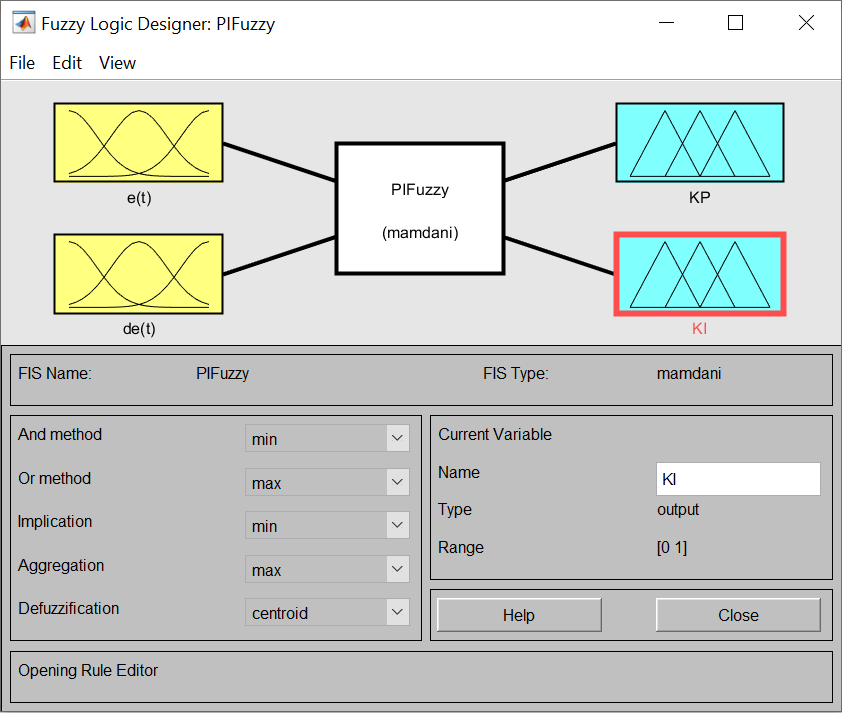 Fuzzy Logic Designer: PIFuzzy
File Edit View
e(t)
de(t)
PIFuzzy
(mamdani)
KP
KI
FIS Name: PIFuzzy FIS Type: mamdani
And method min
Or method max
Implication min
Aggregation max
Defuzzification centroid
Current Variable
Name KI
Type output
Range [0 1]
Help Close
Opening Rule Editor